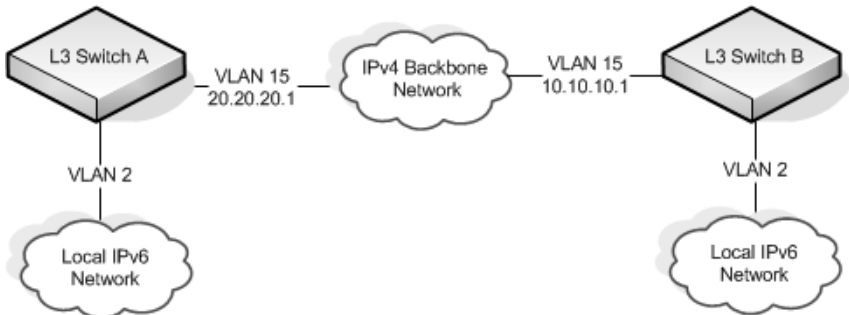 L3 Switch A
VLAN 15
20.20.20.1
IPv4 Backbone
Network
VLAN 15
10.10.10.1
L3 Switch B
VLAN 2
VLAN 2
Local IPv6
Network
Local IPv6
Network